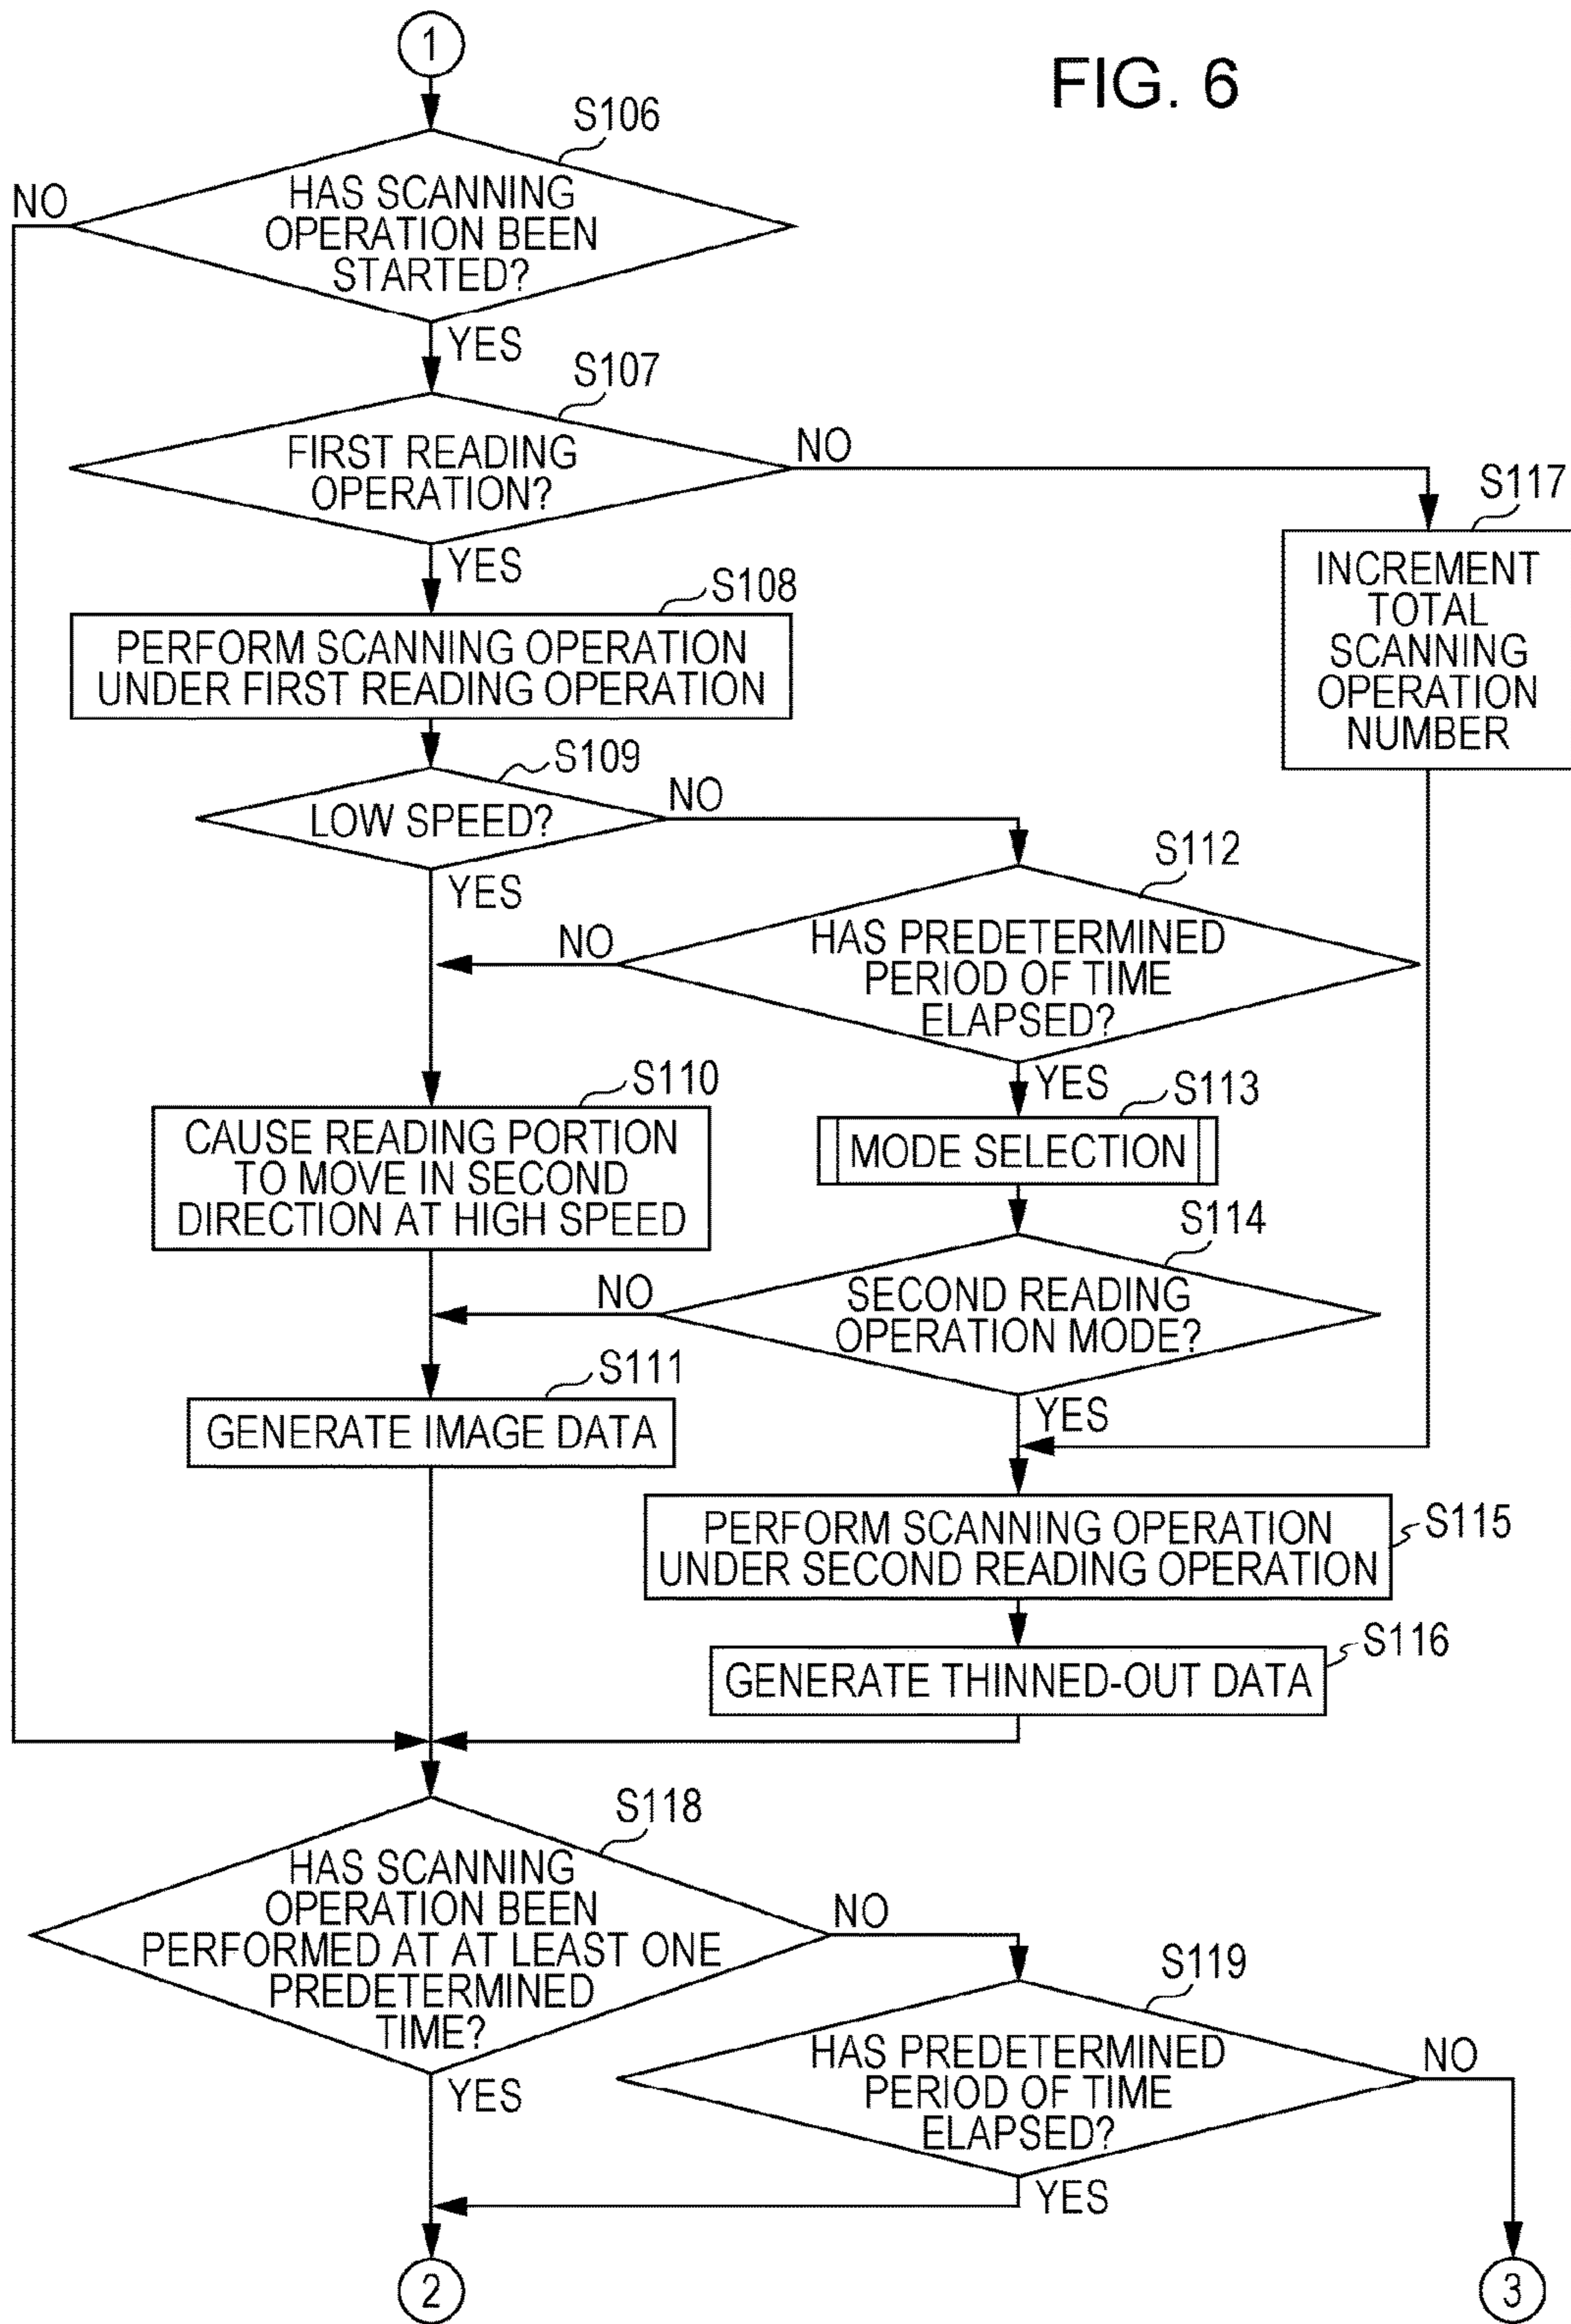 FIG. 6
1
S106
HAS SCANNING
OPERATION BEEN
STARTED?
NO
YES
S107
FIRST READING
OPERATION?
NO
YES
S117
INCREMENT
TOTAL
SCANNING
OPERATION
NUMBER
S108
PERFORM SCANNING OPERATION
UNDER FIRST READING OPERATION
S109
LOW SPEED?
NO
YES
S112
HAS PREDETERMINED
PERIOD OF TIME
ELAPSED?
NO
YES
S110
CAUSE READING PORTION
TO MOVE IN SECOND
DIRECTION AT HIGH SPEED
S113
MODE SELECTION
S114
SECOND READING
OPERATION MODE?
NO
YES
S111
GENERATE IMAGE DATA
S115
PERFORM SCANNING OPERATION
UNDER SECOND READING OPERATION
S116
GENERATE THINNED-OUT DATA
S118
HAS SCANNING
OPERATION BEEN
PERFORMED AT AT LEAST ONE
PREDETERMINED
TIME?
NO
YES
S119
HAS PREDETERMINED
PERIOD OF TIME
ELAPSED?
NO
YES
2
3